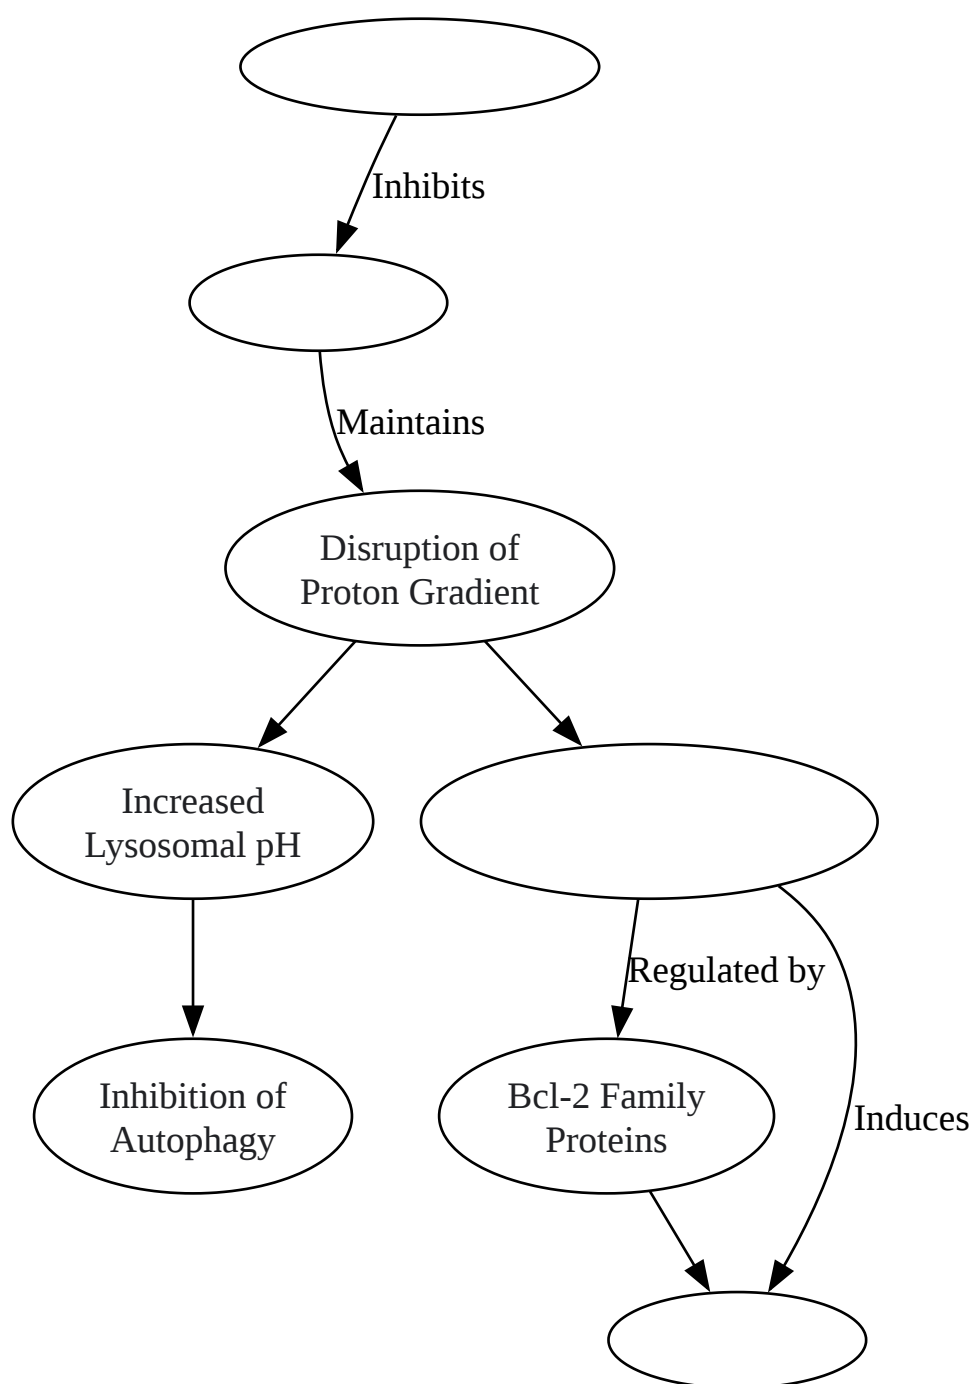 Inhibits
Maintains
Disruption of
Proton Gradient
Increased
Lysosomal pH
Regulated by
Inhibition of
Autophagy
Bcl-2 Family
Proteins
Induces